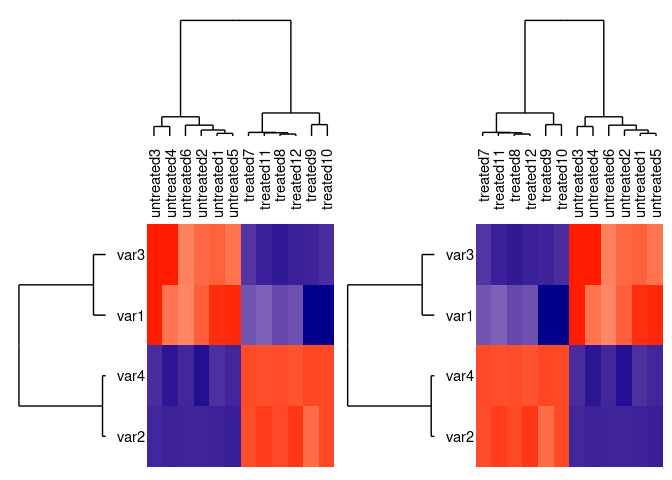 untreated3
untreated4
untreated6
untreated2
untreated1
untreated5
treated7
treated11
treated8
treated12
treated9
treated10
var3
var1
var4
var2
treated7
treated11
treated8
treated12
treated9
treated10
untreated3
untreated4
untreated6
untreated2
untreated1
untreated5
var3
var1
var4
var2